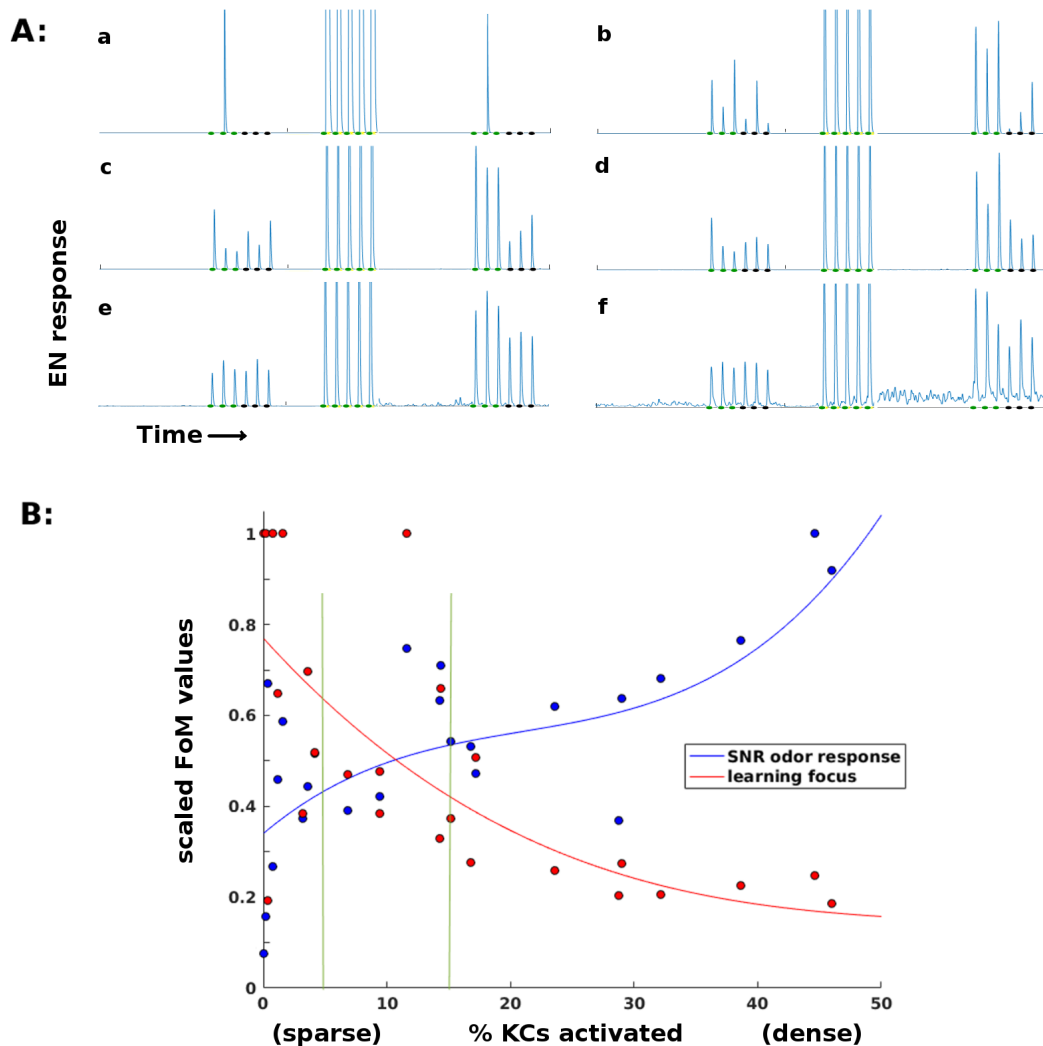 A:
a
b
c
d
e
f
EN response
Time
B:
scaled FoM values
1
0.8
0.6
0.4
0.2
0
SNR odor response
learning focus
0 10 20 30 40 50
(sparse) % KCs activated (dense)